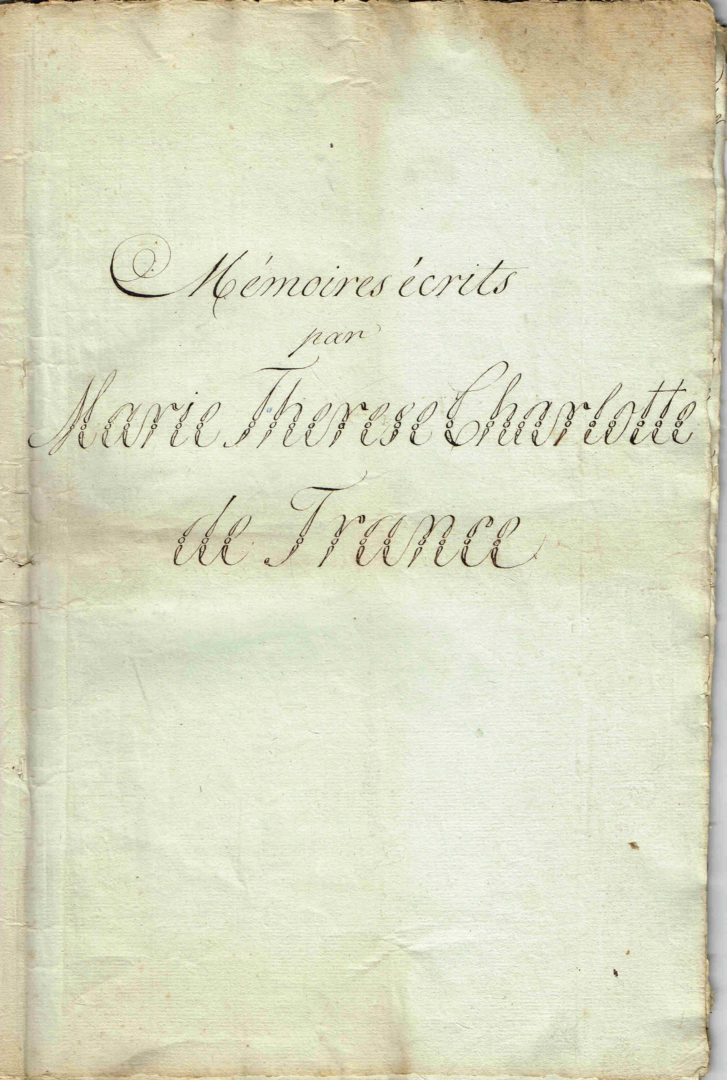 Mémoires écrits
par
Marie Therese Charlotte
de France